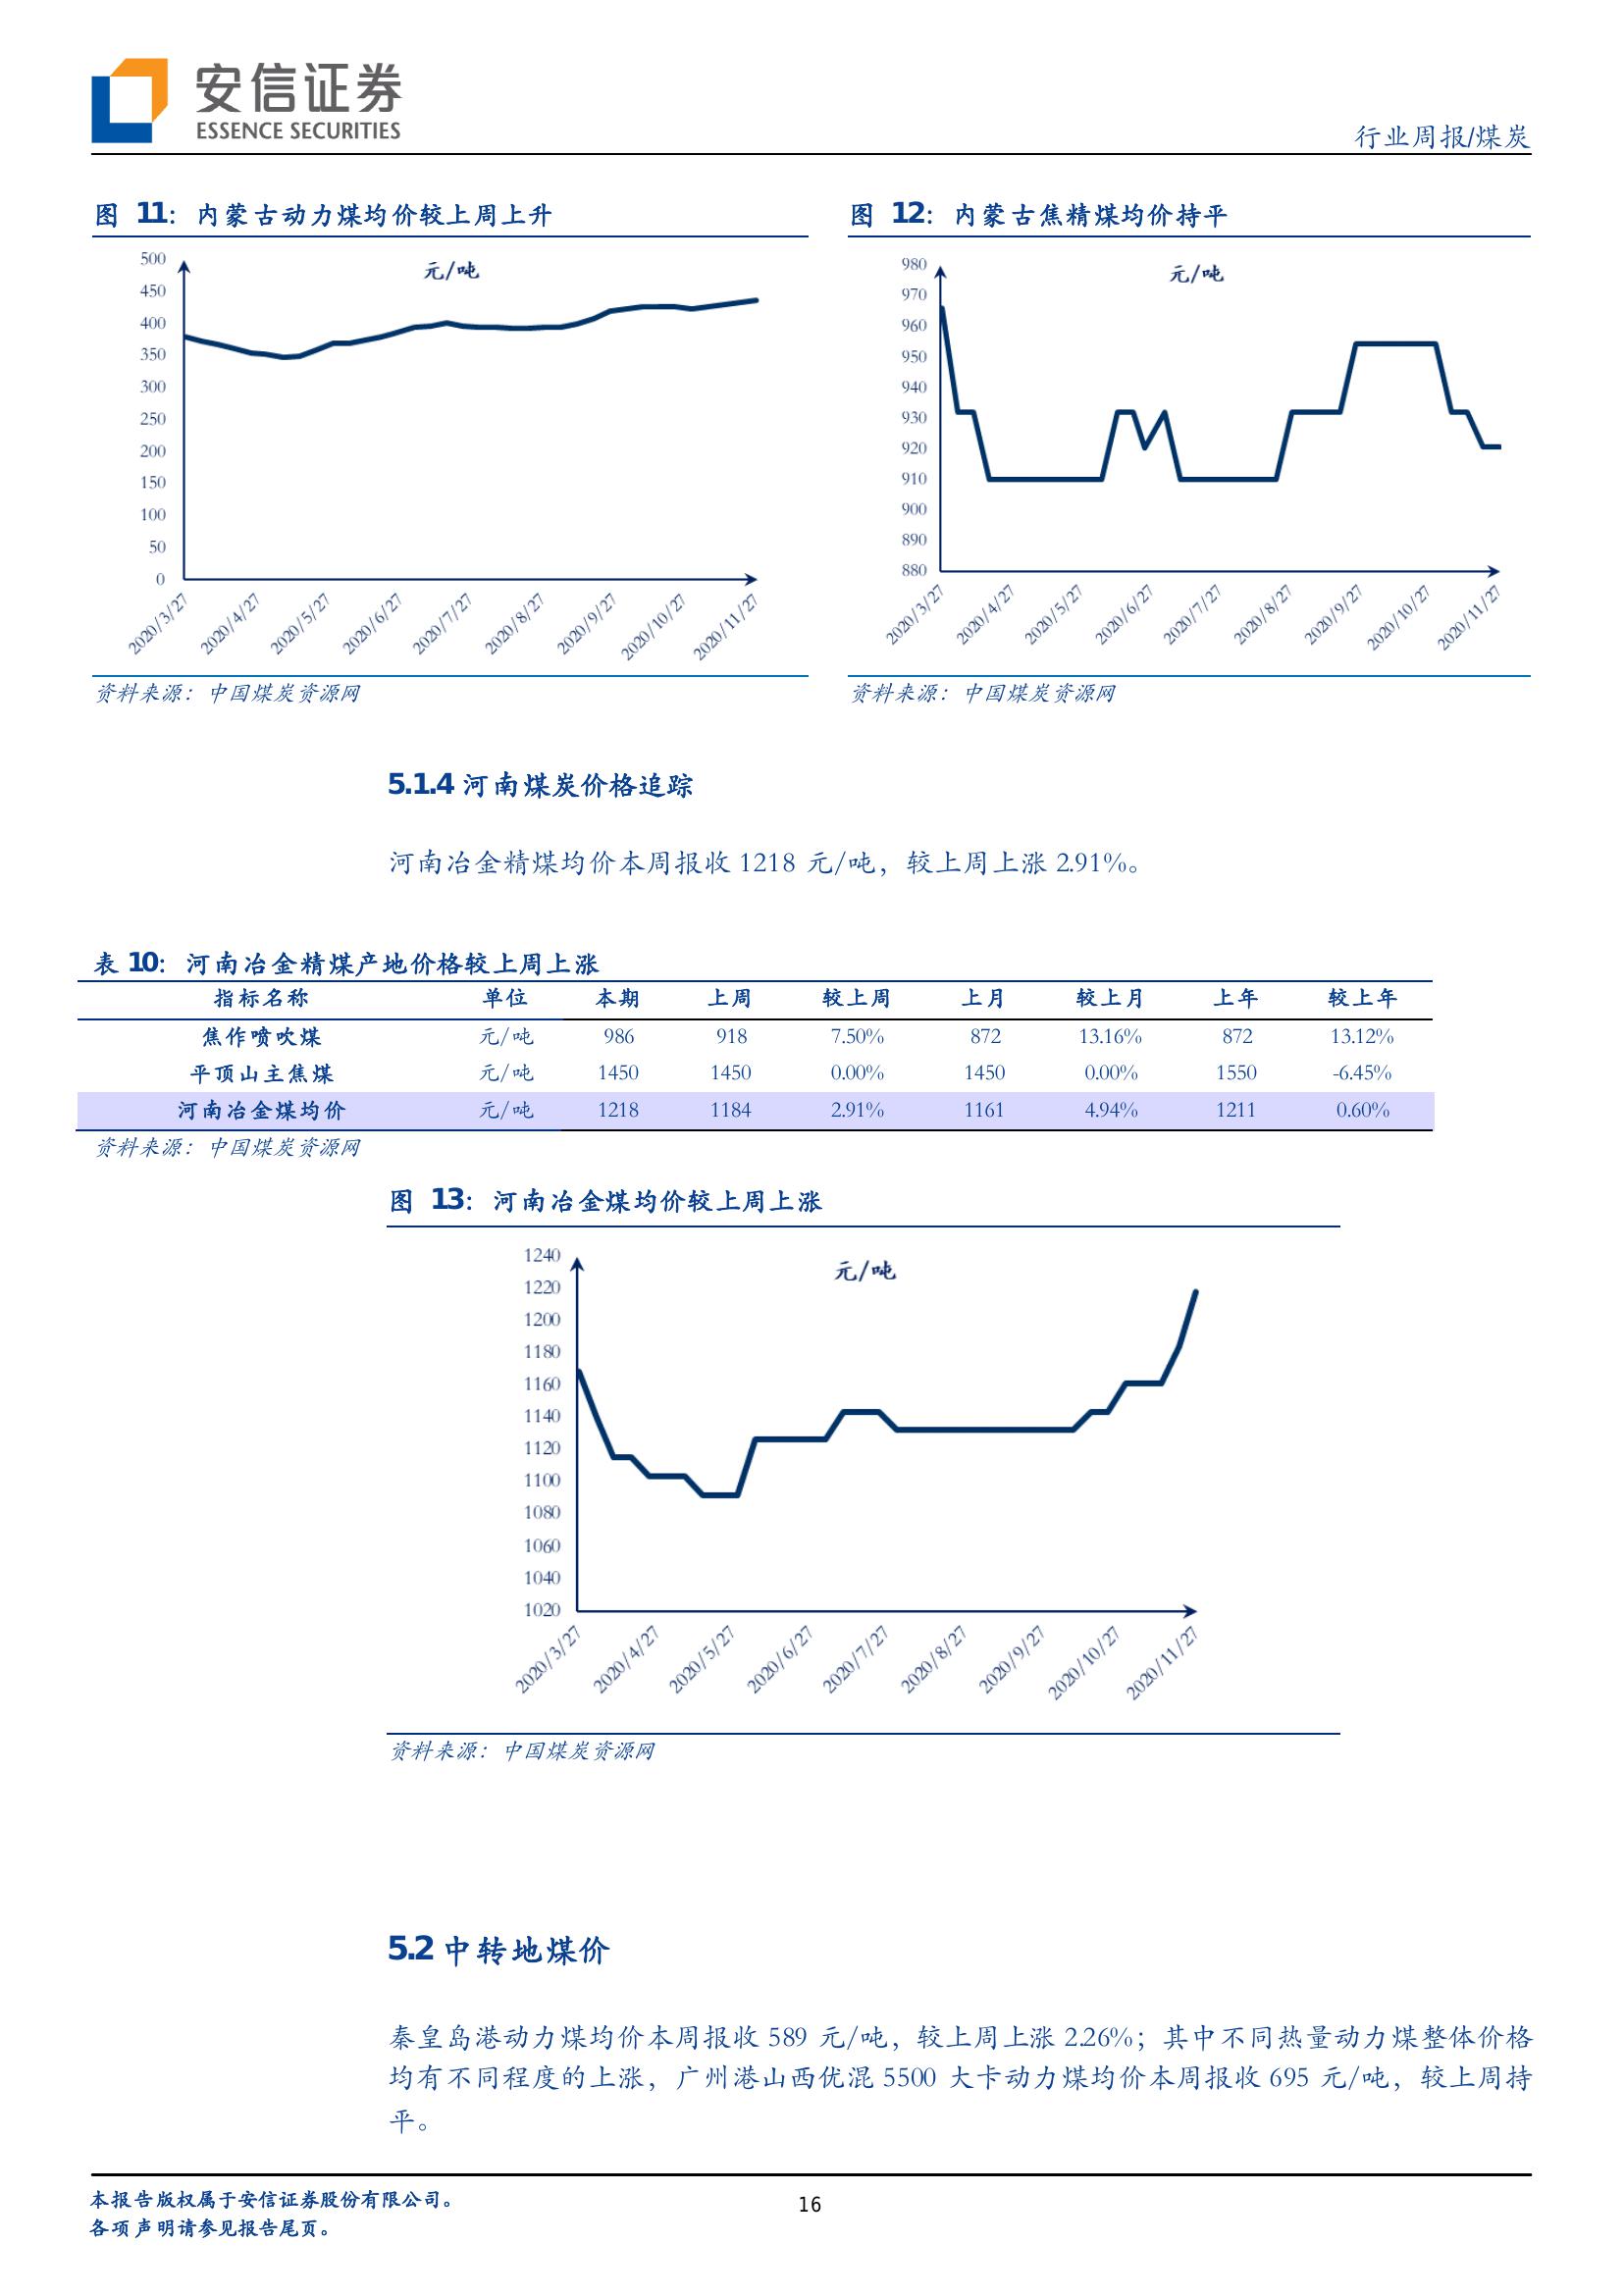 安信证券
ESSENCE SECURITIES
行业周报/煤炭
图 11：内蒙古动力煤均价较上周上升
元/吨
500
450
400
350
300
250
200
150
100
50
0
2020/3/27
2020/4/27
2020/5/27
2020/6/27
2020/7/27
2020/8/27
2020/9/27
2020/10/27
2020/11/27
资料来源：中国煤炭资源网
图 12：内蒙古焦精煤均价持平
元/吨
980
970
960
950
940
930
920
910
900
890
880
2020/3/27
2020/4/27
2020/5/27
2020/6/27
2020/7/27
2020/8/27
2020/9/27
2020/10/27
2020/11/27
资料来源：中国煤炭资源网
5.1.4 河南煤炭价格追踪
河南冶金精煤均价本周报收 1218 元/吨，较上周上涨 2.91%。
表 10：河南冶金精煤产地价格较上周上涨
指标名称 单位 本期 上周 较上周 上月 较上月 上年 较上年
焦作喷吹煤 元/吨 986 918 7.50% 872 13.16% 872 13.12%
平顶山主焦煤 元/吨 1450 1450 0.00% 1450 0.00% 1550 -6.45%
河南冶金煤均价 元/吨 1218 1184 2.91% 1161 4.94% 1211 0.60%
资料来源：中国煤炭资源网
图 13：河南冶金煤均价较上周上涨
元/吨
1240
1220
1200
1180
1160
1140
1120
1100
1080
1060
1040
1020
2020/3/27
2020/4/27
2020/5/27
2020/6/27
2020/7/27
2020/8/27
2020/9/27
2020/10/27
2020/11/27
资料来源：中国煤炭资源网
5.2 中转地煤价
秦皇岛港动力煤均价本周报收 589 元/吨，较上周上涨 2.26%；其中不同热量动力煤整体价格
均有不同程度的上涨，广州港山西优混 5500 大卡动力煤均价本周报收 695 元/吨，较上周持
平。
本报告版权属于安信证券股份有限公司。
各项声明请参见报告尾页。
16